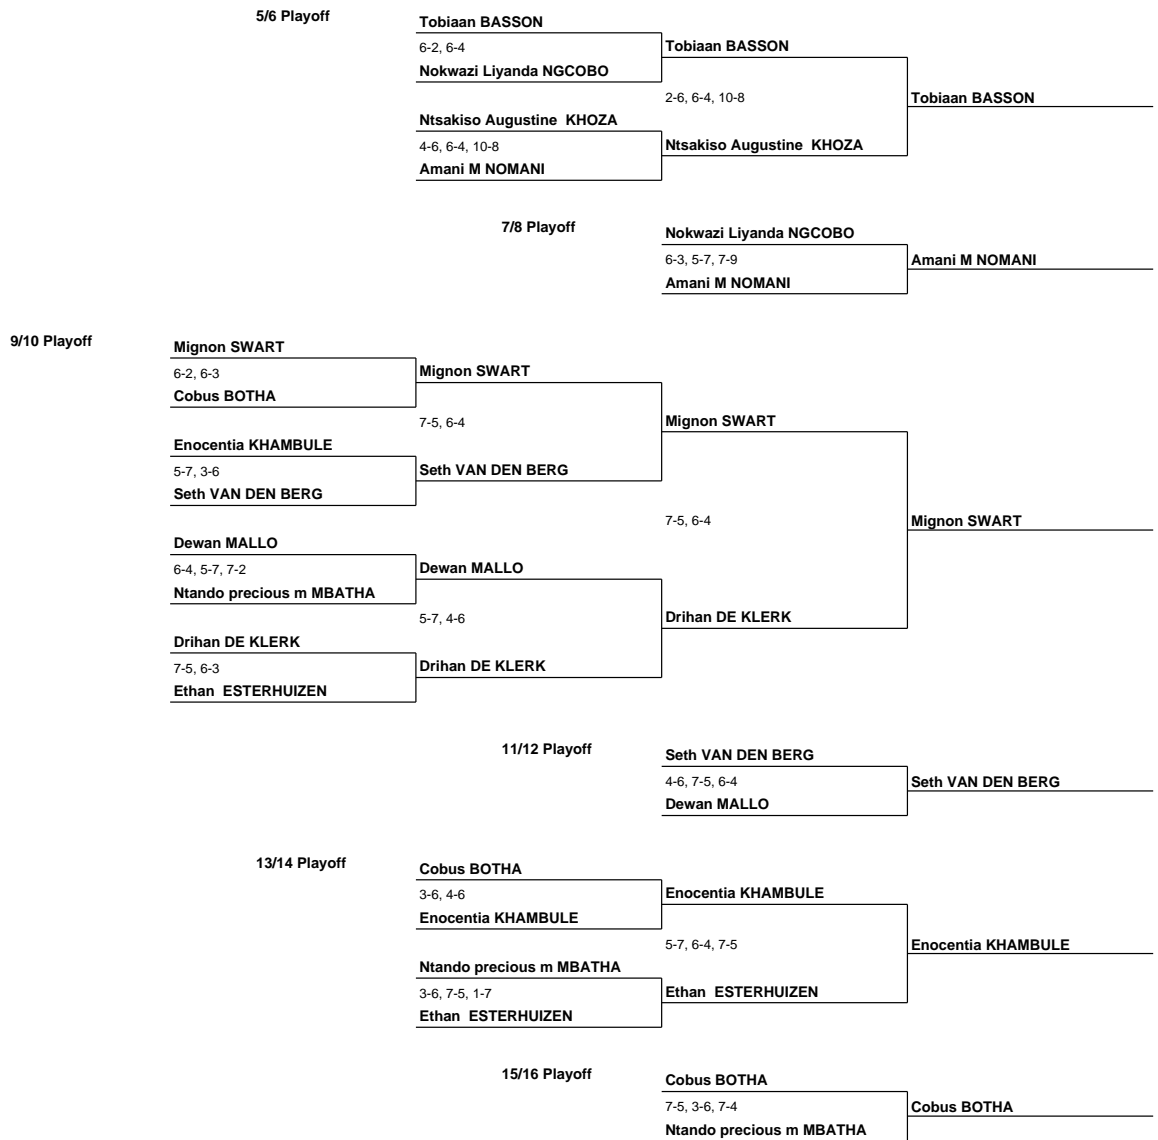 5/6 Playoff
Tobiaan BASSON
6-2, 6-4
Tobiaan BASSON
Nokwazi Liyanda NGCOBO
2-6, 6-4, 10-8
Tobiaan BASSON
Ntsakiso Augustine  KHOZA
4-6, 6-4, 10-8
Ntsakiso Augustine  KHOZA
Amani M NOMANI
7/8 Playoff
Nokwazi Liyanda NGCOBO
6-3, 5-7, 7-9
Amani M NOMANI
Amani M NOMANI
9/10 Playoff
Mignon SWART
6-2, 6-3
Mignon SWART
Cobus BOTHA
7-5, 6-4
Mignon SWART
Enocentia KHAMBULE
5-7, 3-6
Seth VAN DEN BERG
Seth VAN DEN BERG
7-5, 6-4
Mignon SWART
Dewan MALLO
6-4, 5-7, 7-2
Dewan MALLO
Ntando precious m MBATHA
5-7, 4-6
Drihan DE KLERK
Drihan DE KLERK
7-5, 6-3
Drihan DE KLERK
Ethan  ESTERHUIZEN
11/12 Playoff
Seth VAN DEN BERG
4-6, 7-5, 6-4
Seth VAN DEN BERG
Dewan MALLO
13/14 Playoff
Cobus BOTHA
3-6, 4-6
Enocentia KHAMBULE
Enocentia KHAMBULE
5-7, 6-4, 7-5
Enocentia KHAMBULE
Ntando precious m MBATHA
3-6, 7-5, 1-7
Ethan  ESTERHUIZEN
Ethan  ESTERHUIZEN
15/16 Playoff
Cobus BOTHA
7-5, 3-6, 7-4
Cobus BOTHA
Ntando precious m MBATHA